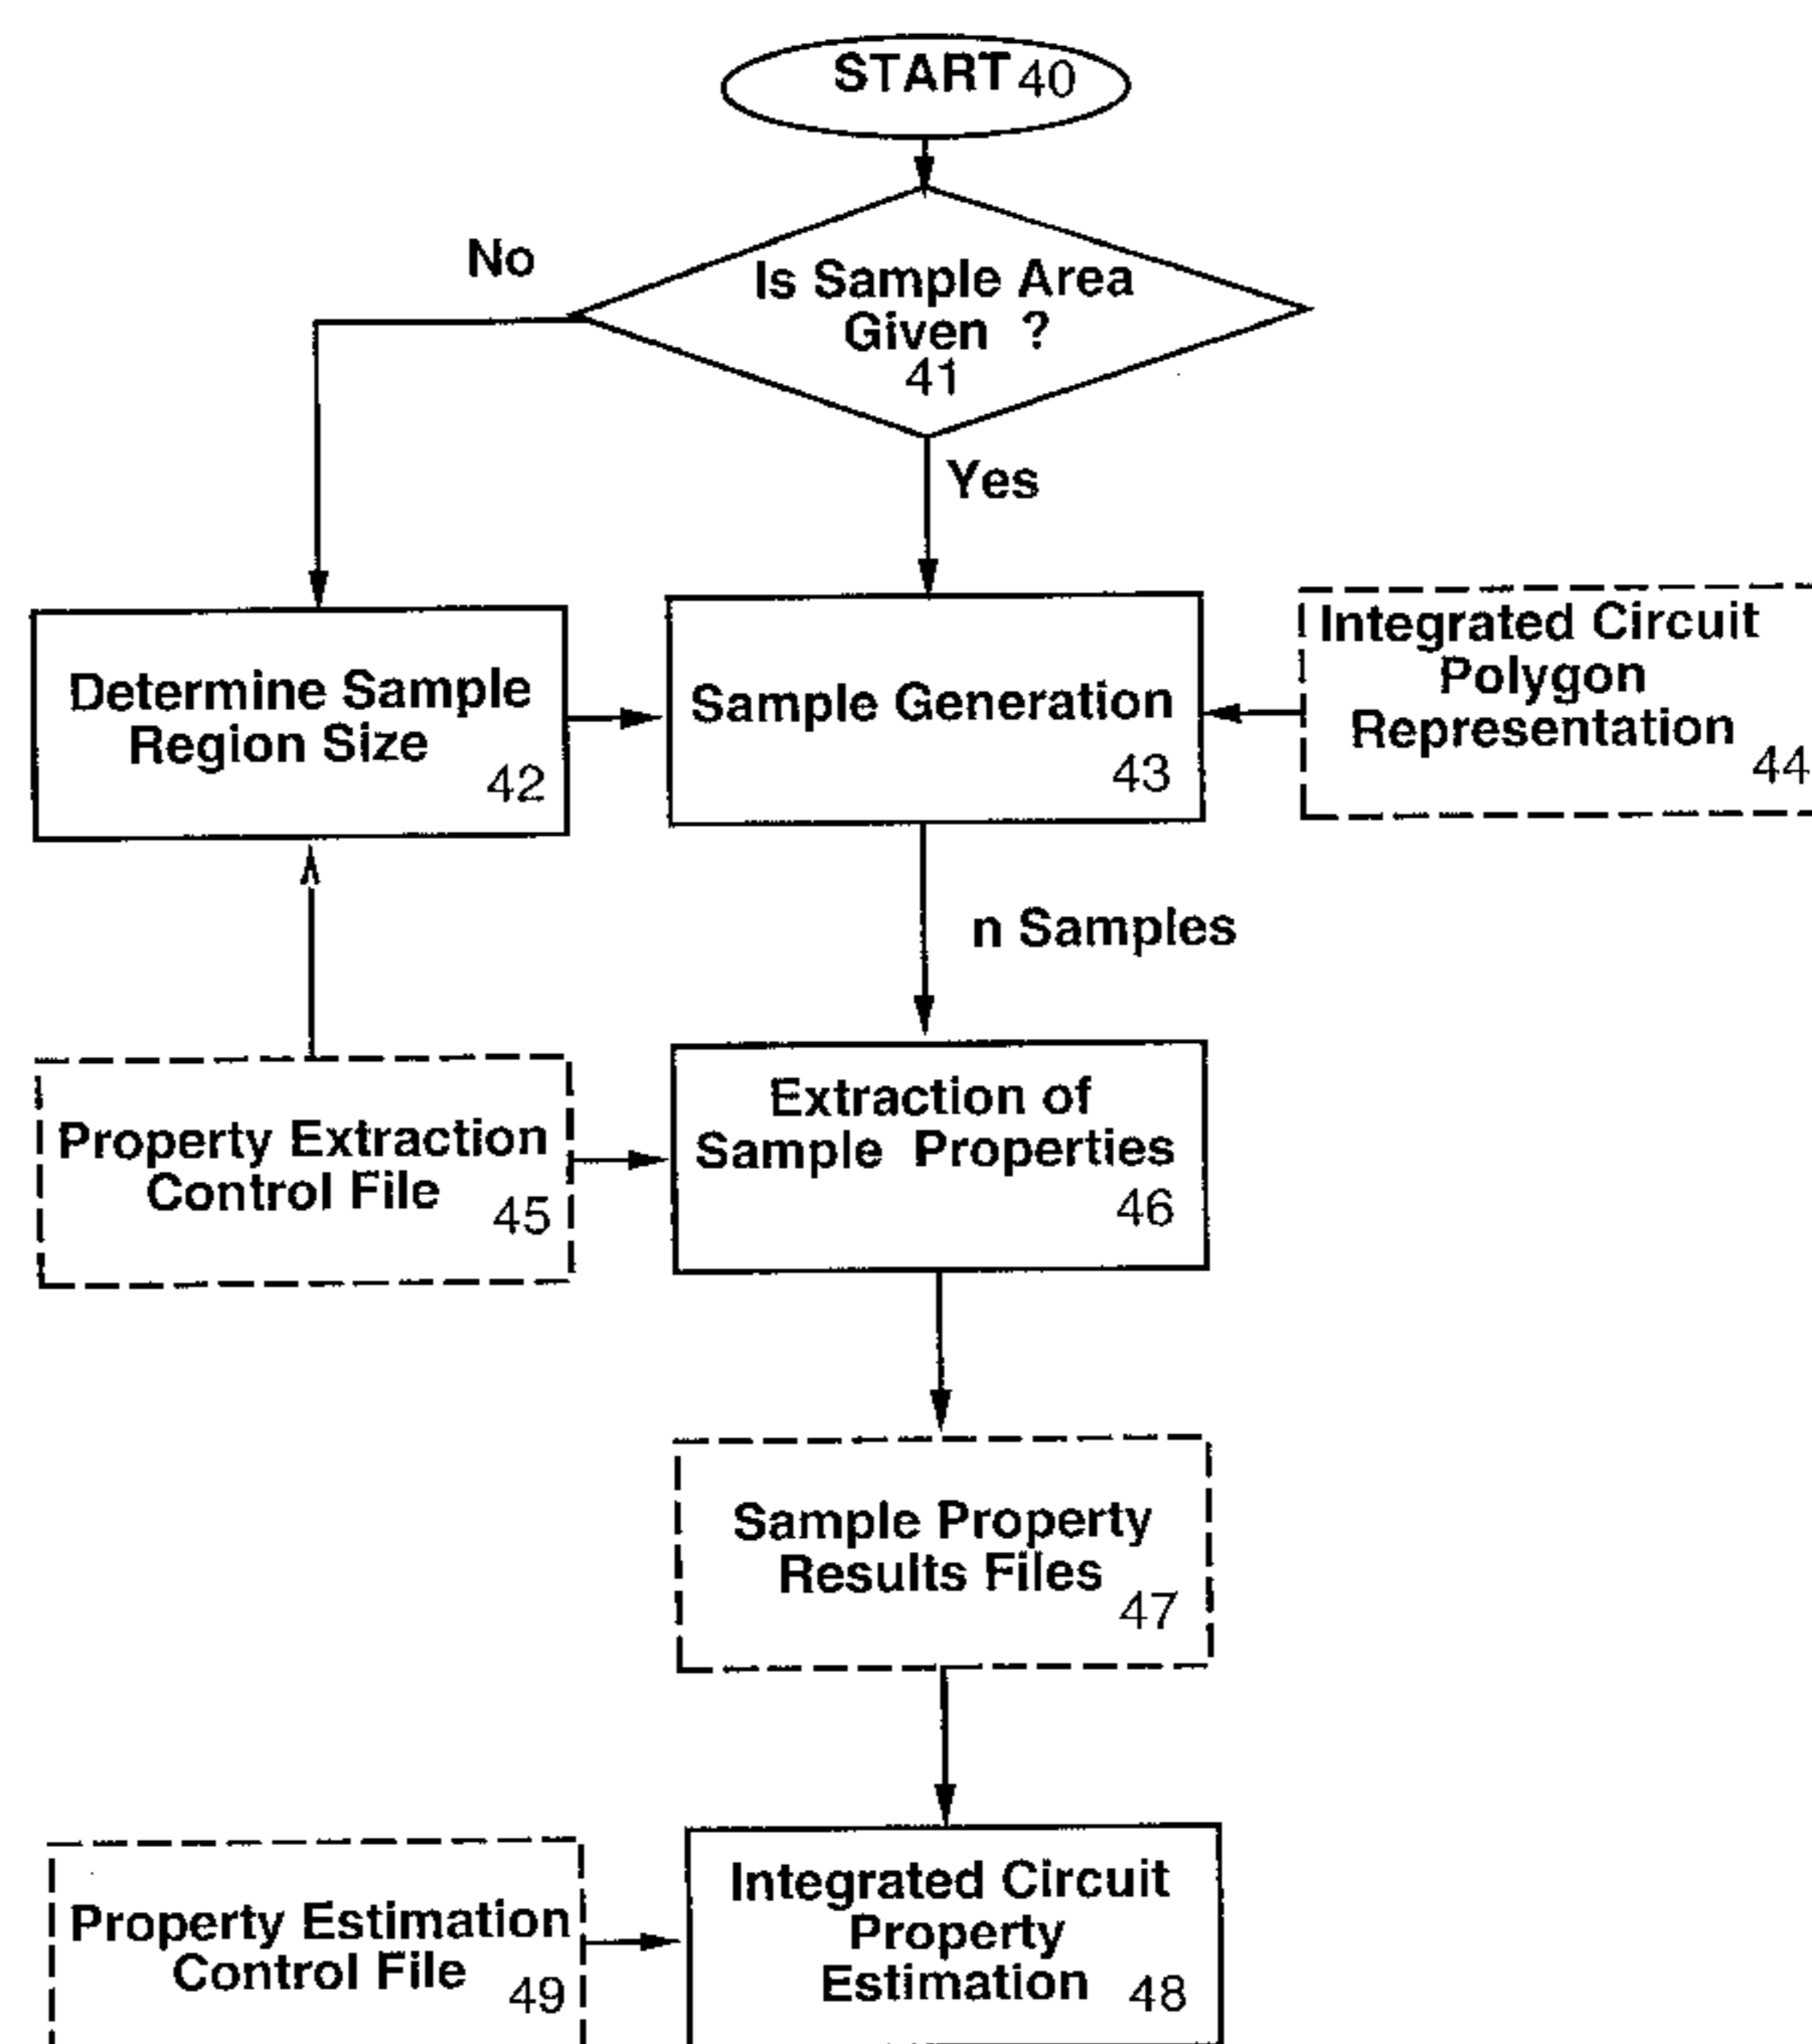 START 40
No
Is Sample Area
Given ?
41
Yes
Determine Sample
Region Size
42
Sample Generation
43
Integrated Circuit
Polygon
Representation
44
n Samples
Property Extraction
Control File
45
Extraction of
Sample Properties
46
Sample Property
Results Files
47
Property Estimation
Control File
49
Integrated Circuit
Property
Estimation
48